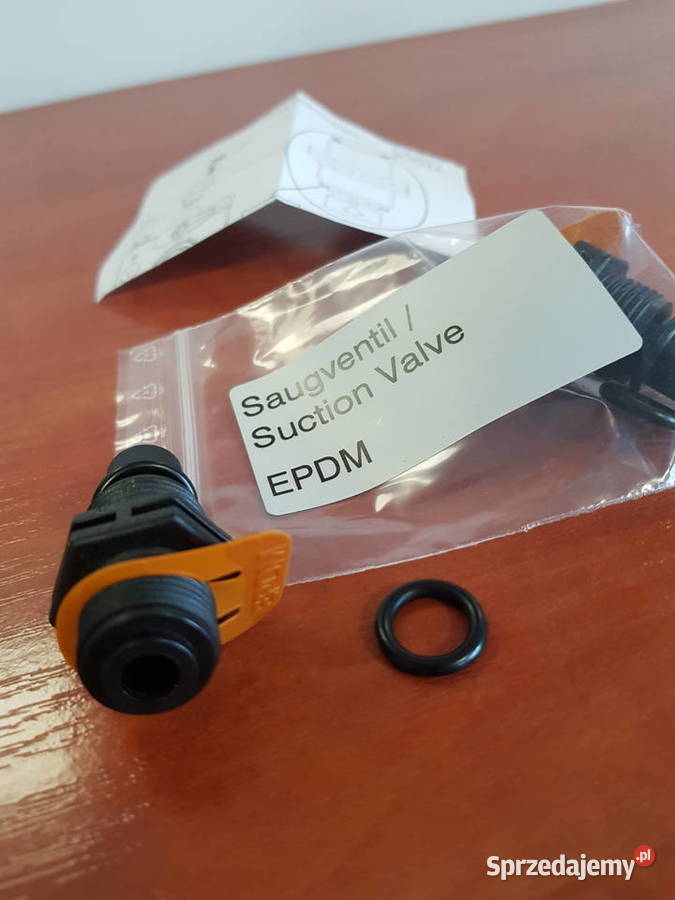 Saugventil /
Suction Valve
EPDM
Sprzedajemy.pl